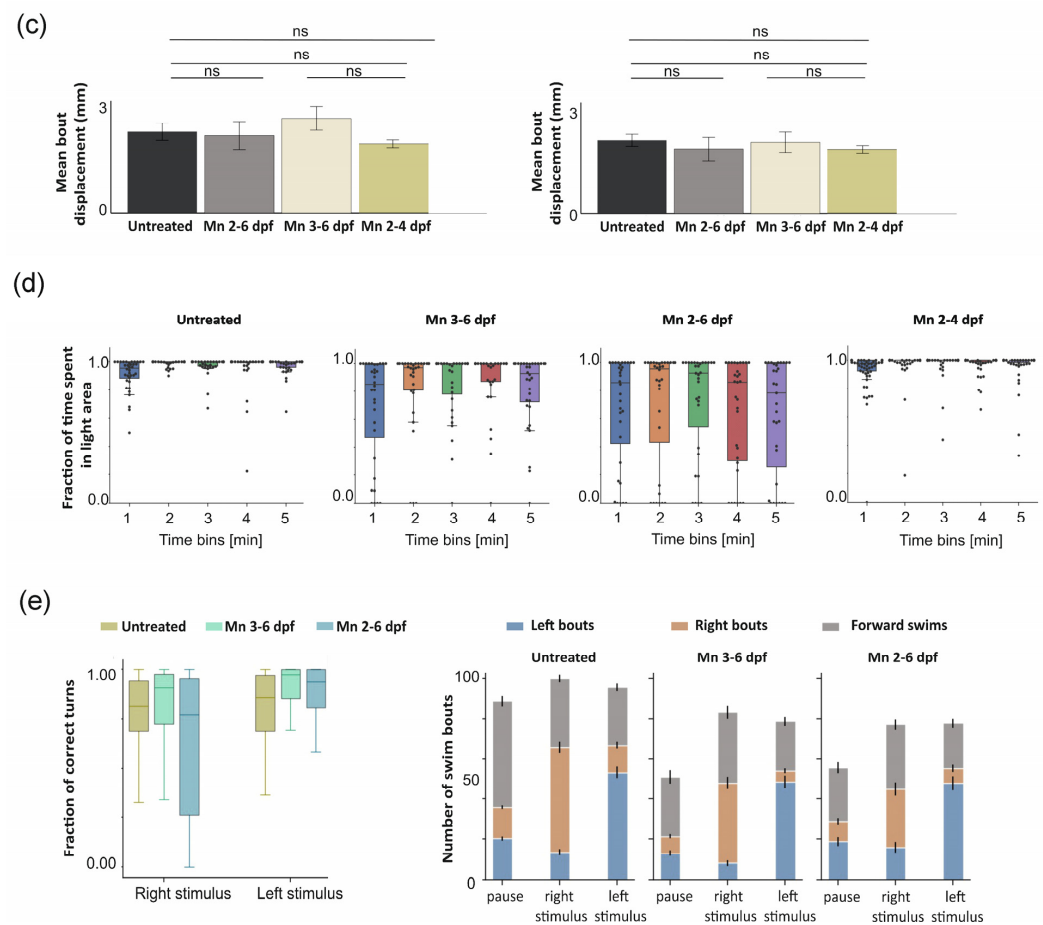 (c)
ns
ns
ns
ns
ns
ns
ns
ns
Mean bout
displacement (mm)
3
0
Untreated
Mn 2-6 dpf
Mn 3-6 dpf
Mn 2-4 dpf
Mean bout
displacement (mm)
3
0
Untreated
Mn 2-6 dpf
Mn 3-6 dpf
Mn 2-4 dpf
(d)
Untreated
Mn 3-6 dpf
Mn 2-6 dpf
Mn 2-4 dpf
Fraction of time spent
in light area
1.0
0.0
1 2 3 4 5
Time bins [min]
1.0
0.0
1 2 3 4 5
Time bins [min]
1.0
0.0
1 2 3 4 5
Time bins [min]
1.0
0.0
1 2 3 4 5
Time bins [min]
(e)
Untreated
Mn 3-6 dpf
Mn 2-6 dpf
Fraction of correct turns
1.00
0.00
Right stimulus
Left stimulus
Left bouts
Right bouts
Forward swims
Untreated
Mn 3-6 dpf
Mn 2-6 dpf
Number of swim bouts
100
50
0
pause
right
stimulus
left
stimulus
pause
right
stimulus
left
stimulus
pause
right
stimulus
left
stimulus